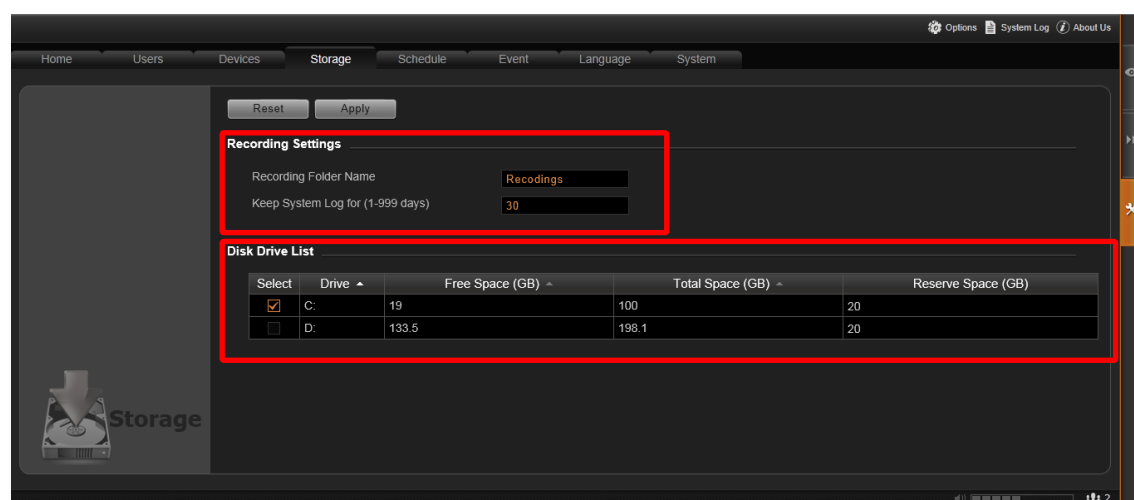 Options System Log About Us
Home Users Devices Storage Schedule Event Language System
Reset Apply
Recording Settings
Recording Folder Name Recodings
Keep System Log for (1-999 days) 30
Disk Drive List
Select Drive Free Space (GB) Total Space (GB) Reserve Space (GB)
C: 19 100 20
D: 133.5 198.1 20
Storage
2